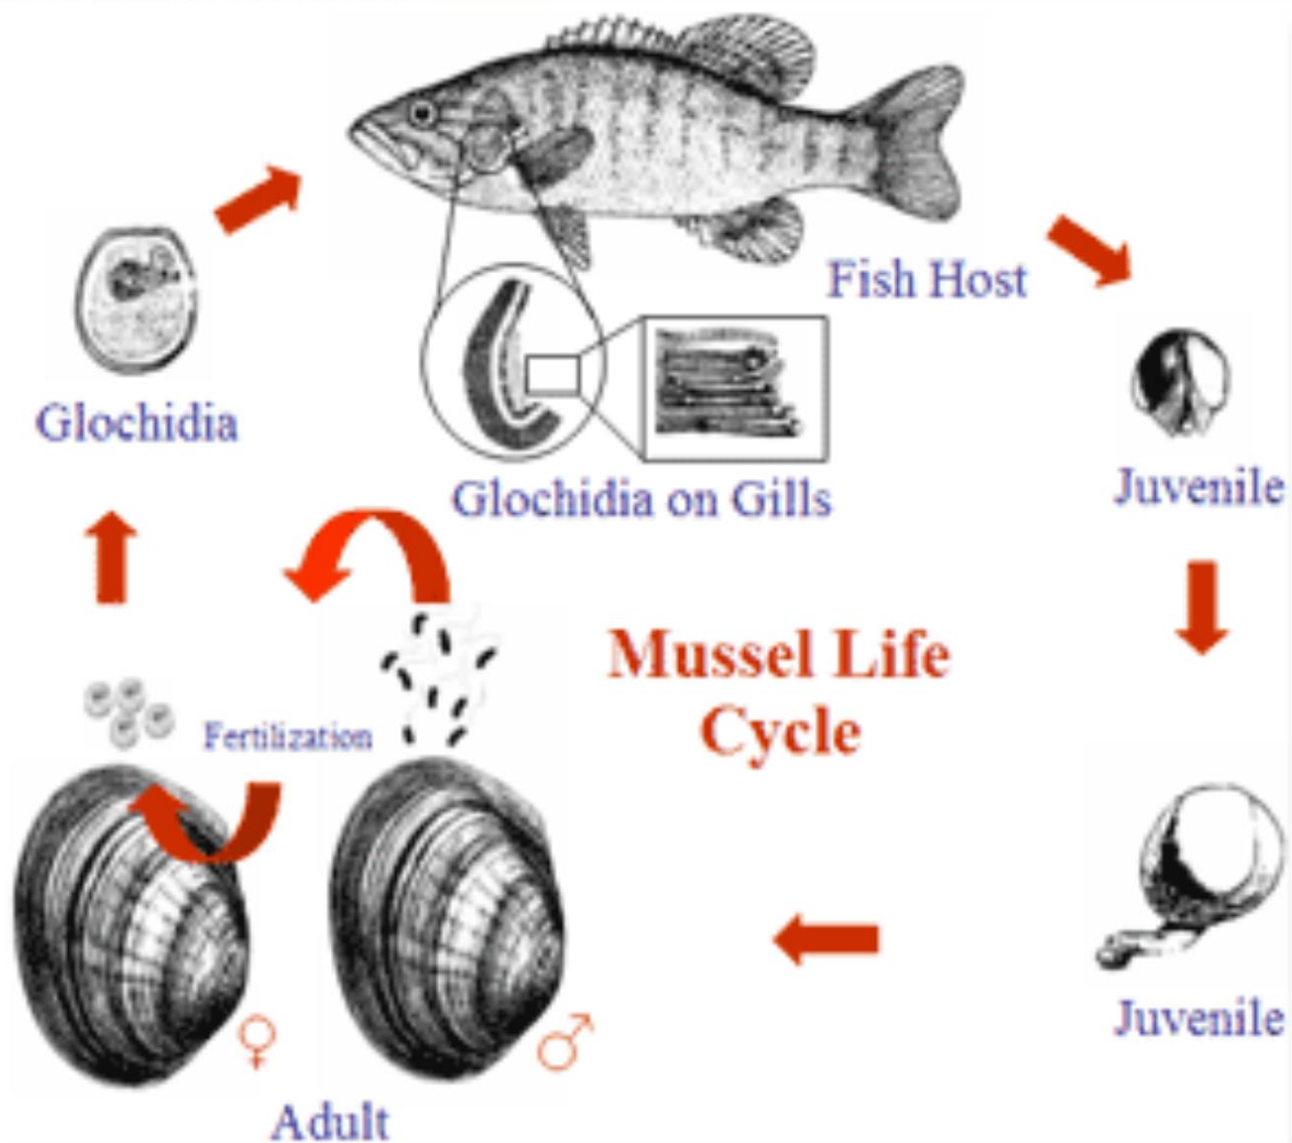 Fish Host
Glochidia
Glochidia on Gills
Juvenile
Mussel Life
Cycle
Fertilization
Juvenile
♀
♂
Adult